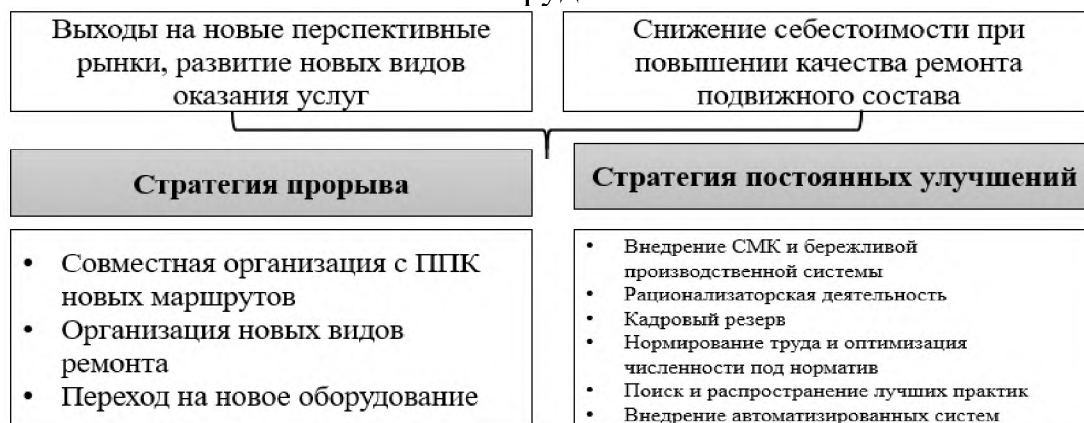 Выходы на новые перспективные
рынки, развитие новых видов
оказания услуг
Снижение себестоимости при
повышении качества ремонта
подвижного состава
Стратегия прорыва
Стратегия постоянных улучшений
• Совместная организация с ППК
новых маршрутов
• Организация новых видов
ремонта
• Переход на новое оборудование
• Внедрение СМК и бережливой
производственной системы
• Рационализаторская деятельность
• Кадровый резерв
• Нормирование труда и оптимизация
численности под норматив
• Поиск и распространение лучших практик
• Внедрение автоматизированных систем